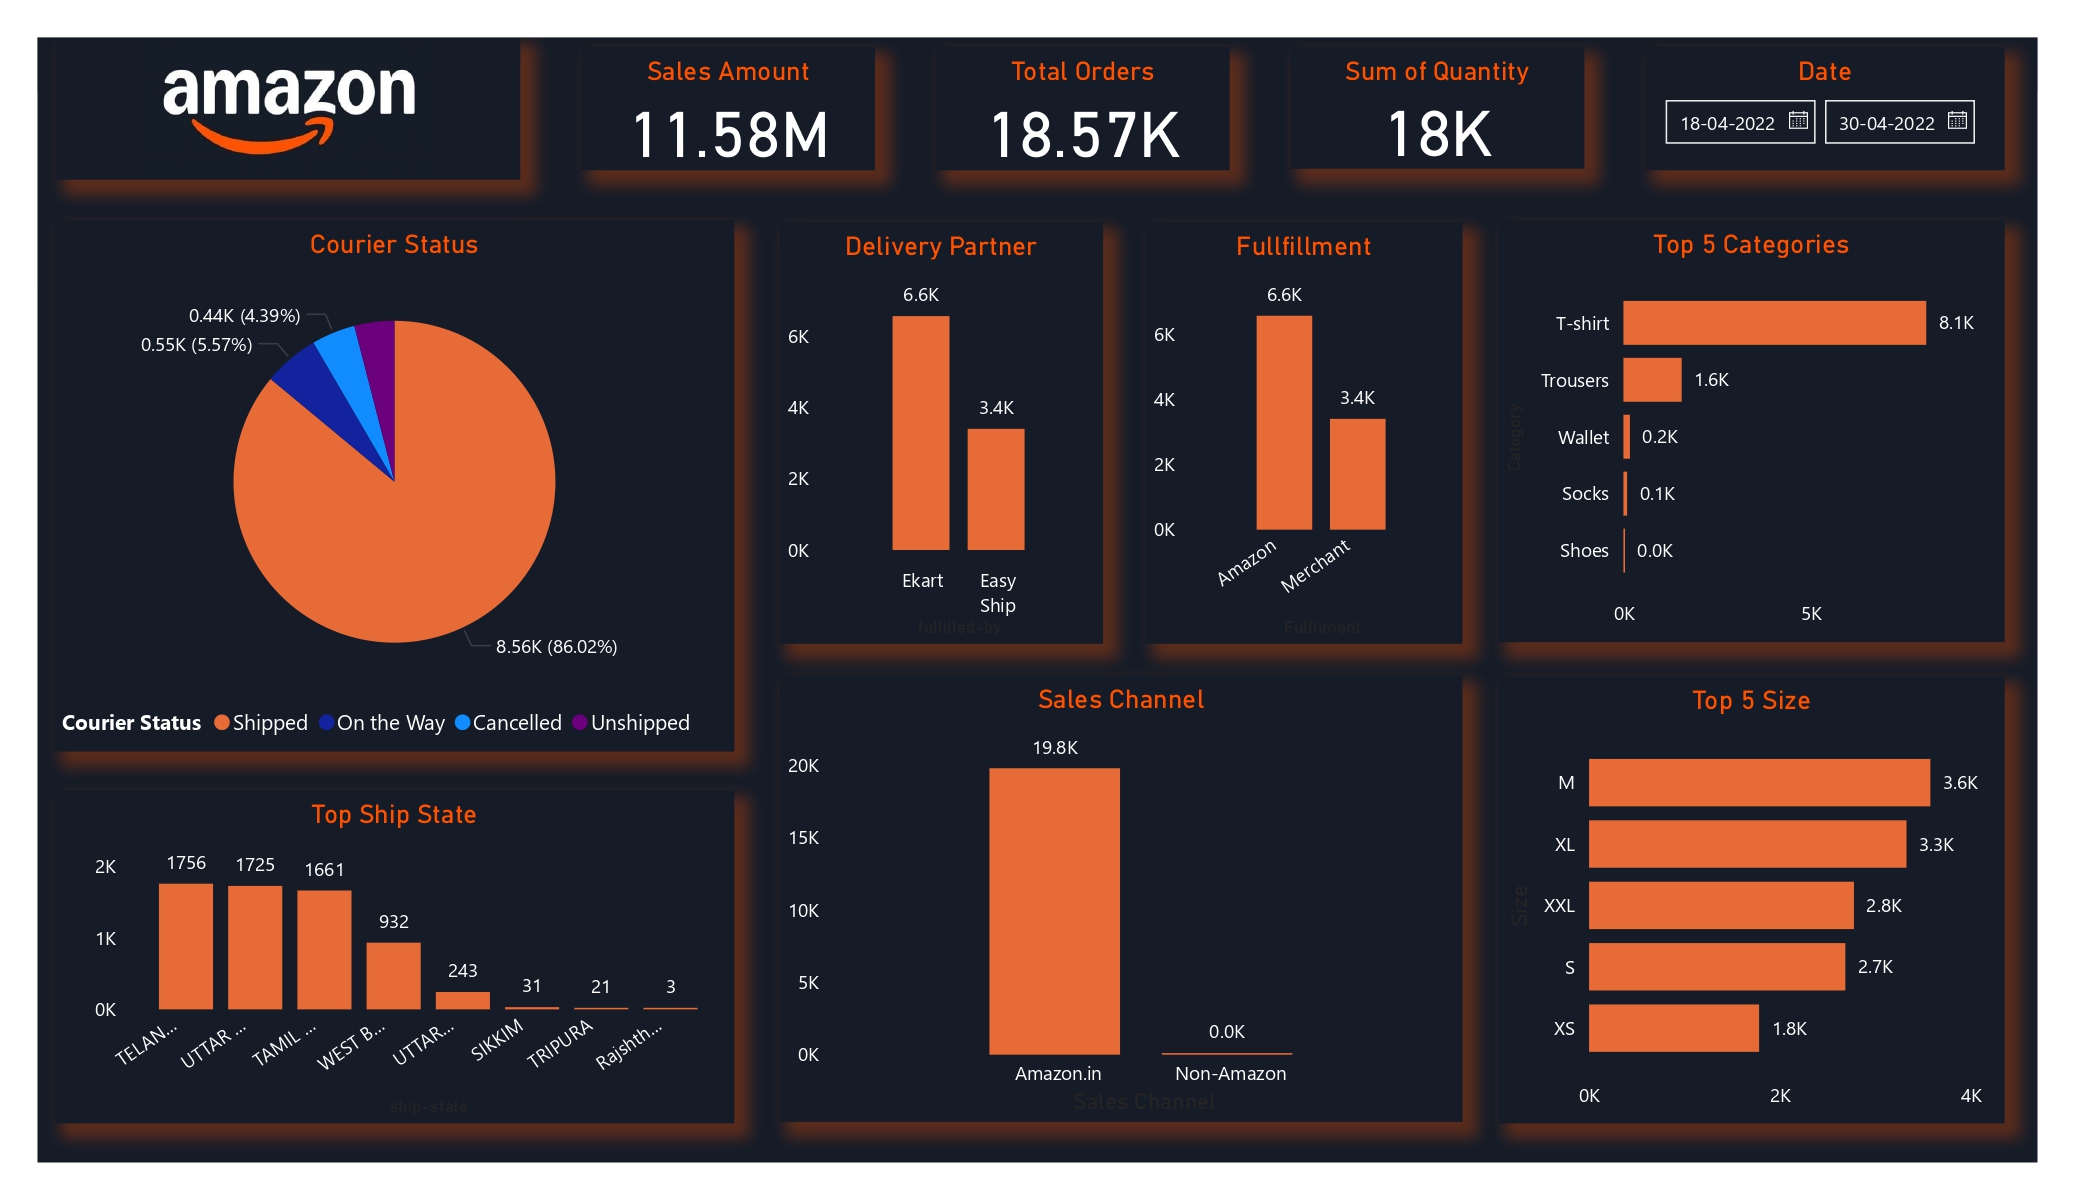 amazon
Sales Amount
11.58M
Total Orders
18.57K
Sum of Quantity
18K
Date
18-04-2022
30-04-2022
Courier Status
0.44K (4.39%)
0.55K (5.57%)
8.56K (86.02%)
Courier Status Shipped On the Way Cancelled Unshipped
Delivery Partner
6.6K
6K
3.4K
4K
2K
0K
Ekart
Easy
Ship
fulfilled-by
Fullfillment
6.6K
6K
3.4K
4K
2K
0K
Amazon
Merchant
Fulfilment
Top 5 Categories
Category
T-shirt 8.1K
Trousers 1.6K
Wallet 0.2K
Socks 0.1K
Shoes 0.0K
0K 5K
Top Ship State
2K
1K
0K
1756
1725
1661
932
243
31
21
3
TELAN...
UTTAR ...
TAMIL ...
WEST B...
UTTAR...
SIKKIM
TRIPURA
Rajshth...
ship-state
Sales Channel
19.8K
20K
15K
10K
5K
0.0K
0K
Amazon.in Non-Amazon
Sales Channel
Top 5 Size
Size
M 3.6K
XL 3.3K
XXL 2.8K
S 2.7K
XS 1.8K
0K 2K 4K